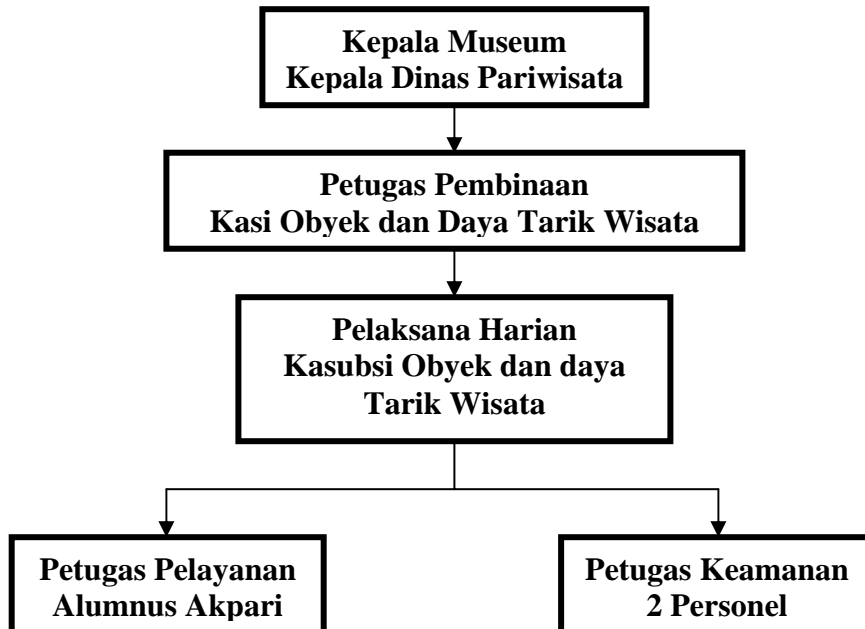 Kepala Museum
Kepala Dinas Pariwisata
Petugas Pembinaan
Kasi Obyek dan Daya Tarik Wisata
Pelaksana Harian
Kasubsi Obyek dan daya
Tarik Wisata
Petugas Pelayanan
Alumnus Akpari
Petugas Keamanan
2 Personel